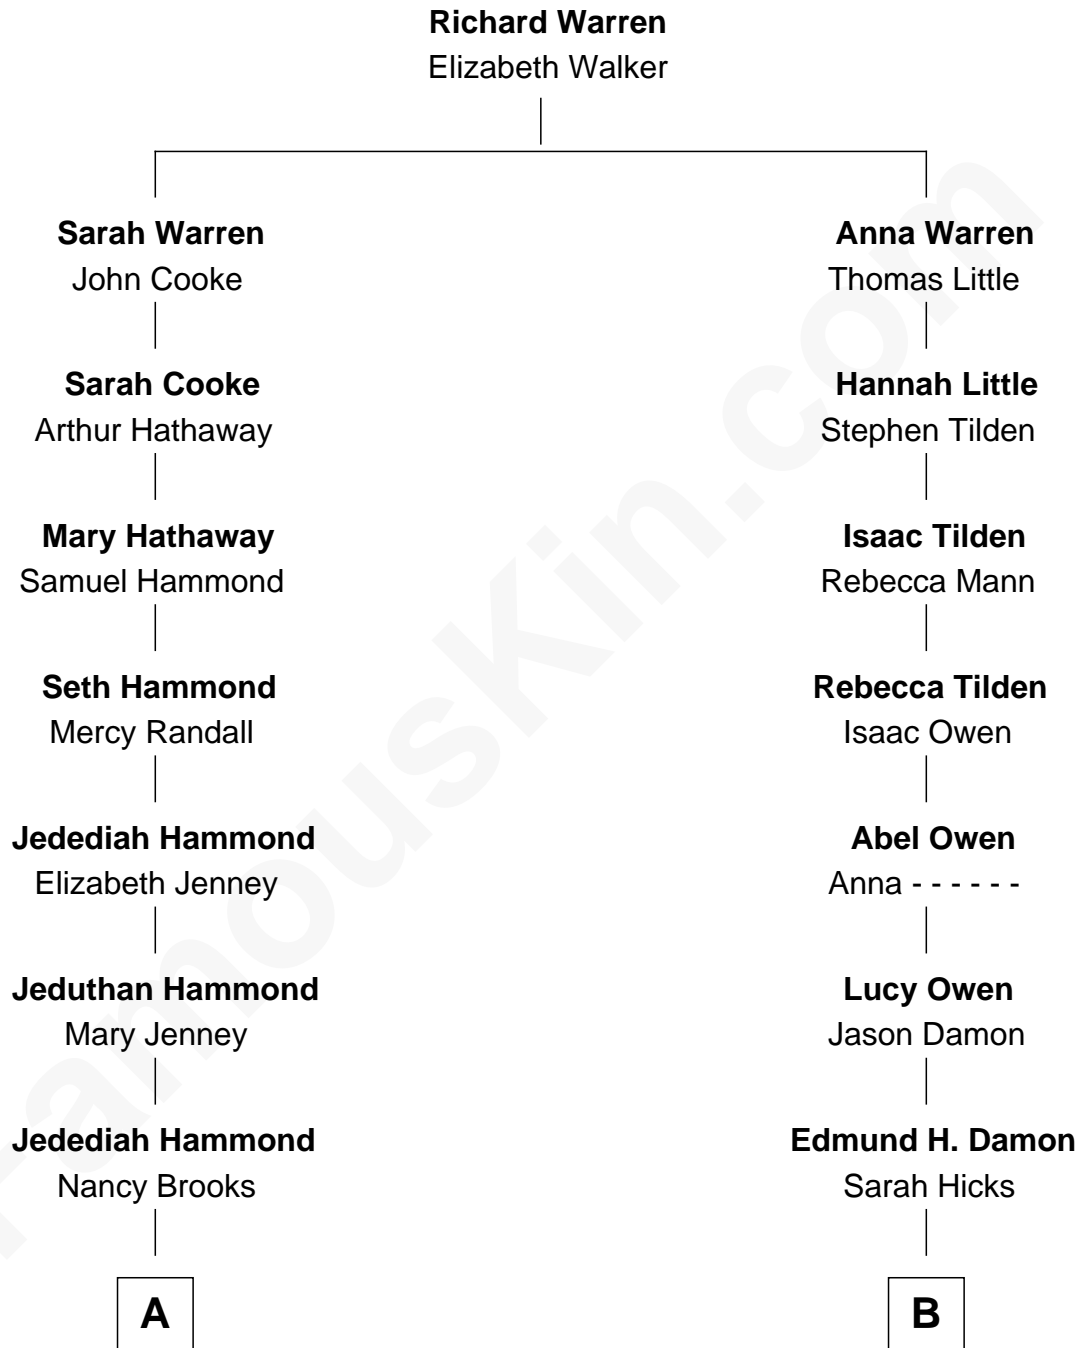 Richard Warren
Elizabeth Walker
Sarah Warren
John Cooke
Anna Warren
Thomas Little
Sarah Cooke
Arthur Hathaway
Hannah Little
Stephen Tilden
Mary Hathaway
Samuel Hammond
Isaac Tilden
Rebecca Mann
Seth Hammond
Mercy Randall
Rebecca Tilden
Isaac Owen
Jedediah Hammond
Elizabeth Jenney
Abel Owen
Anna - - - - - -
Jeduthan Hammond
Mary Jenney
Lucy Owen
Jason Damon
Jedediah Hammond
Nancy Brooks
Edmund H. Damon
Sarah Hicks
A
B
FamousKin.com